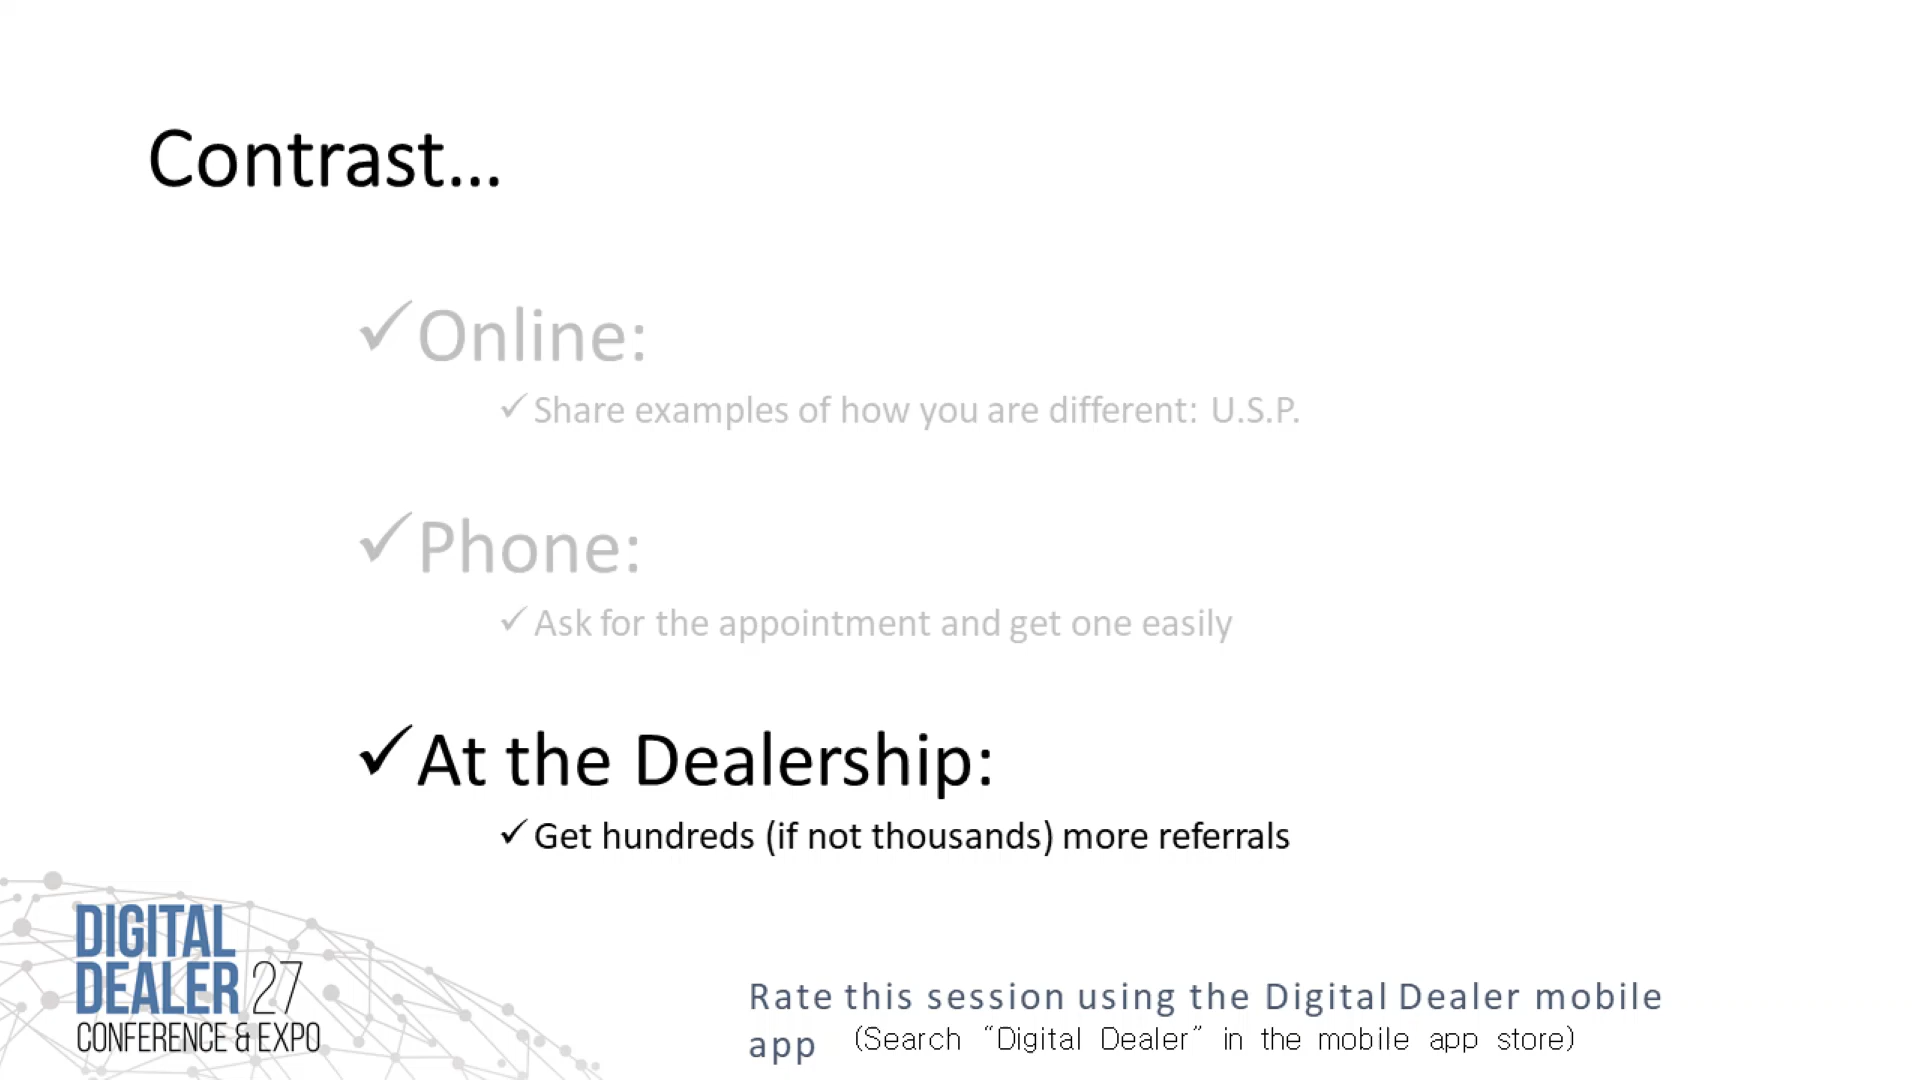 Contrast...
✓Online:
✓Share examples of how you are different: U.S.P.
✓Phone:
✓Ask for the appointment and get one easily
✓At the Dealership:
✓Get hundreds (if not thousands) more referrals
DIGITAL
DEALER 27
CONFERENCE & EXPO
Rate this session using the Digital Dealer mobile
app (Search “Digital Dealer” in the mobile app store)